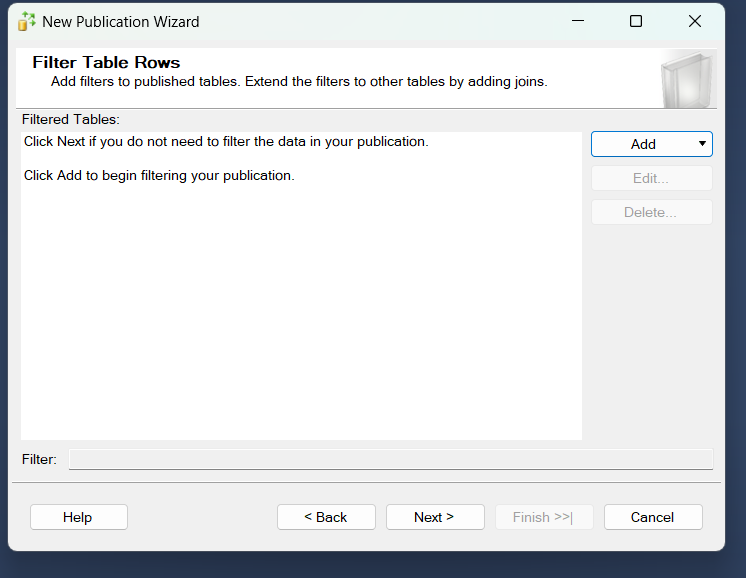 New Publication Wizard
Filter Table Rows
Add filters to published tables. Extend the filters to other tables by adding joins.
Filtered Tables:
Click Next if you do not need to filter the data in your publication.
Click Add to begin filtering your publication.
Add
Edit...
Delete...
Filter:
Help
< Back
Next >
Finish >>|
Cancel